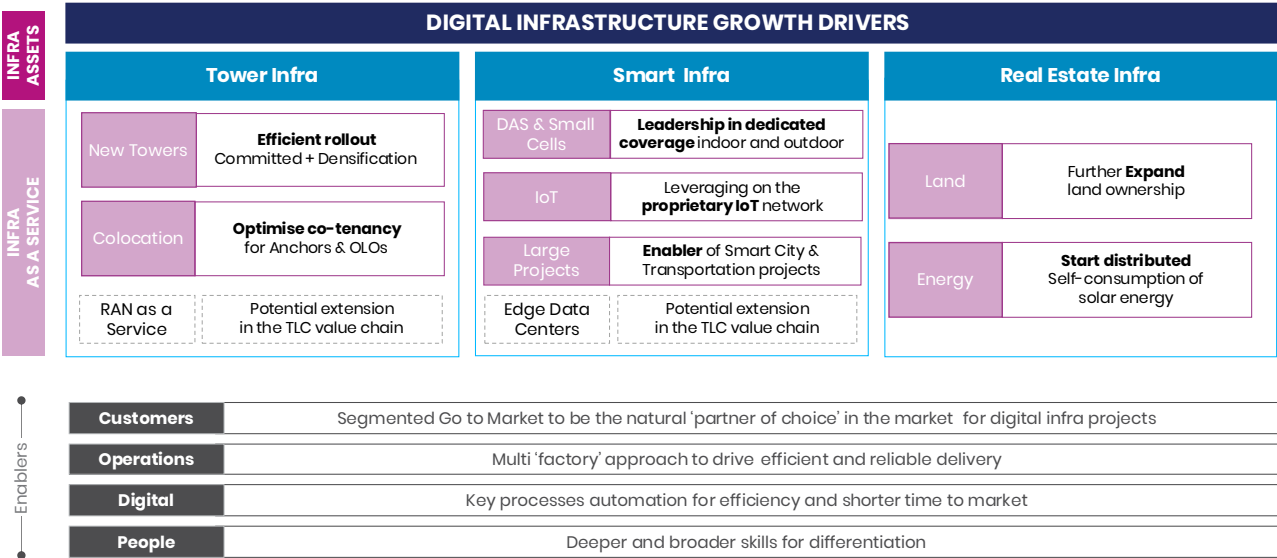 DIGITAL INFRASTRUCTURE GROWTH DRIVERS
INFRA
ASSETS
Tower Infra
Smart Infra
Real Estate Infra
INFRA
AS A SERVICE
New Towers
Efficient rollout
Committed + Densification
Colocation
Optimise co-tenancy
for Anchors & OLOs
RAN as a
Service
Potential extension
in the TLC value chain
DAS & Small
Cells
Leadership in dedicated
coverage indoor and outdoor
IoT
Leveraging on the
proprietary IoT network
Large
Projects
Enabler of Smart City &
Transportation projects
Edge Data
Centers
Potential extension
in the TLC value chain
Land
Further Expand
land ownership
Energy
Start distributed
Self-consumption of
solar energy
Enablers
Customers
Segmented Go to Market to be the natural ‘partner of choice’ in the market for digital infra projects
Operations
Multi ‘factory’ approach to drive efficient and reliable delivery
Digital
Key processes automation for efficiency and shorter time to market
People
Deeper and broader skills for differentiation